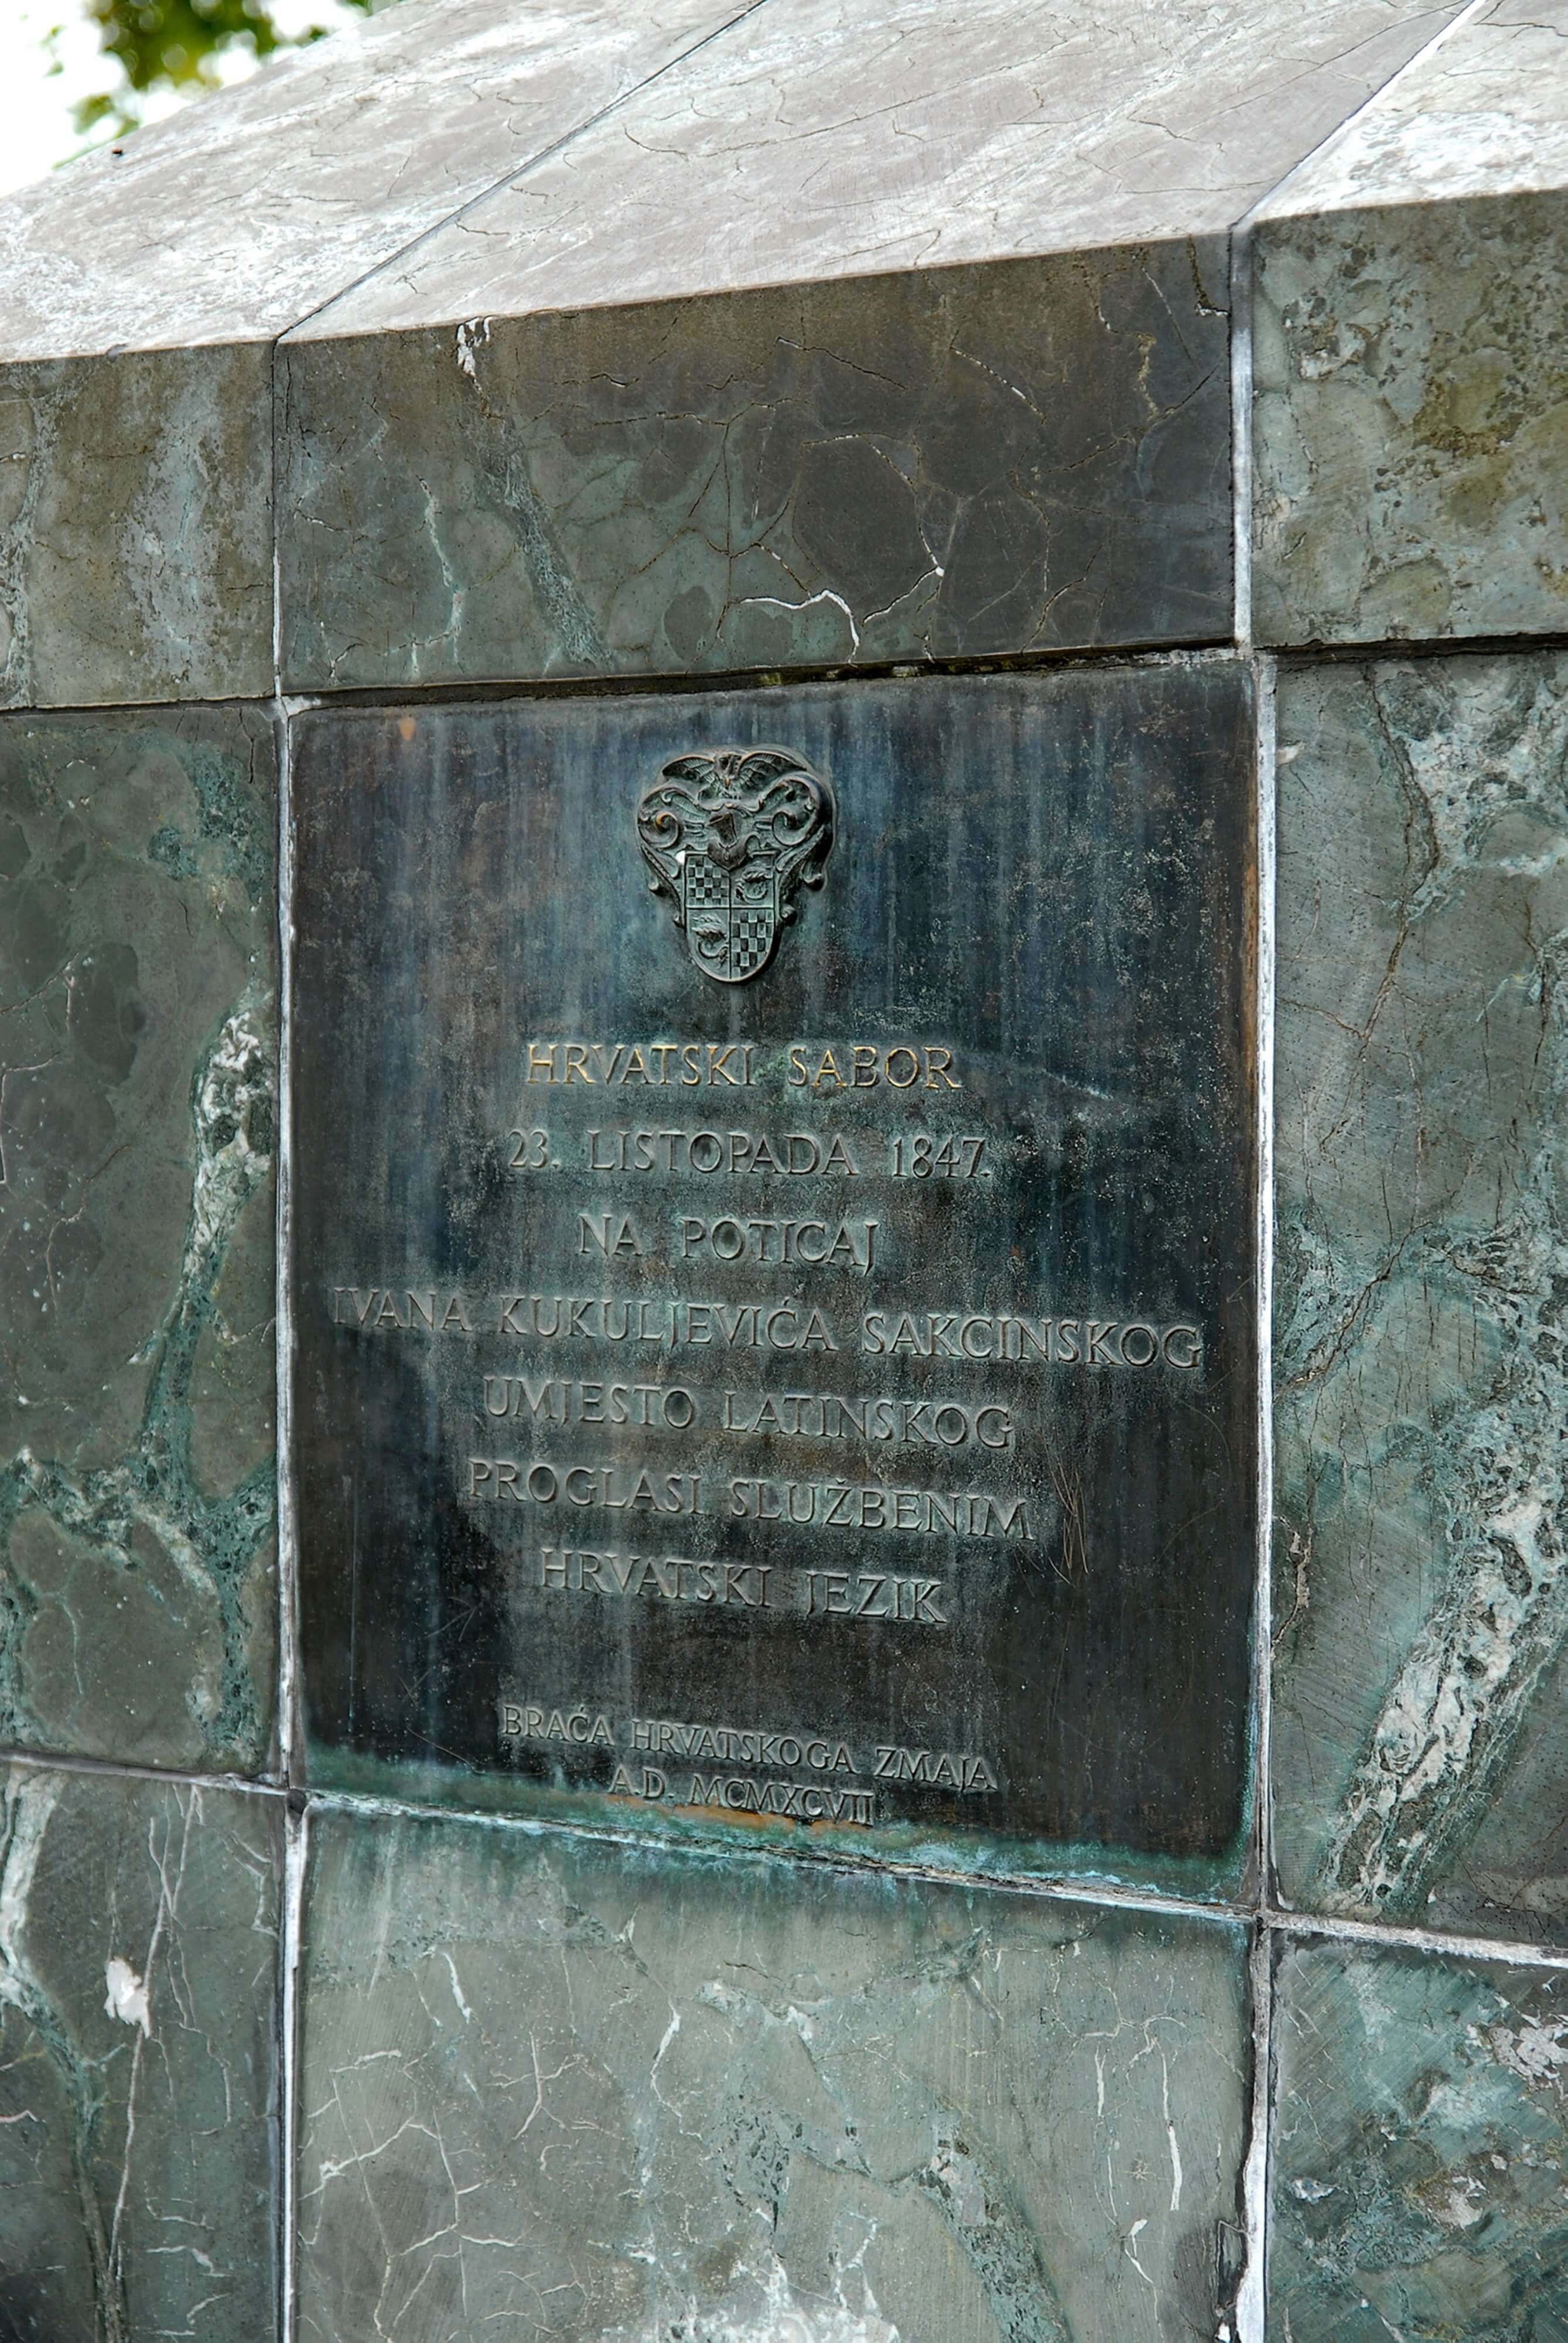 HRVATSKI SABOR
23. LISTOPADA 1847.
NA POTICAJ
IVANA KUKULJEVIĆA SAKCINSKOG
UMJESTO LATINSKOG
PROGLASI SLUŽBENIM
HRVATSKI JEZIK
BRAĆA HRVATSKOGA ZMAJA
A.D. MCMXCVII